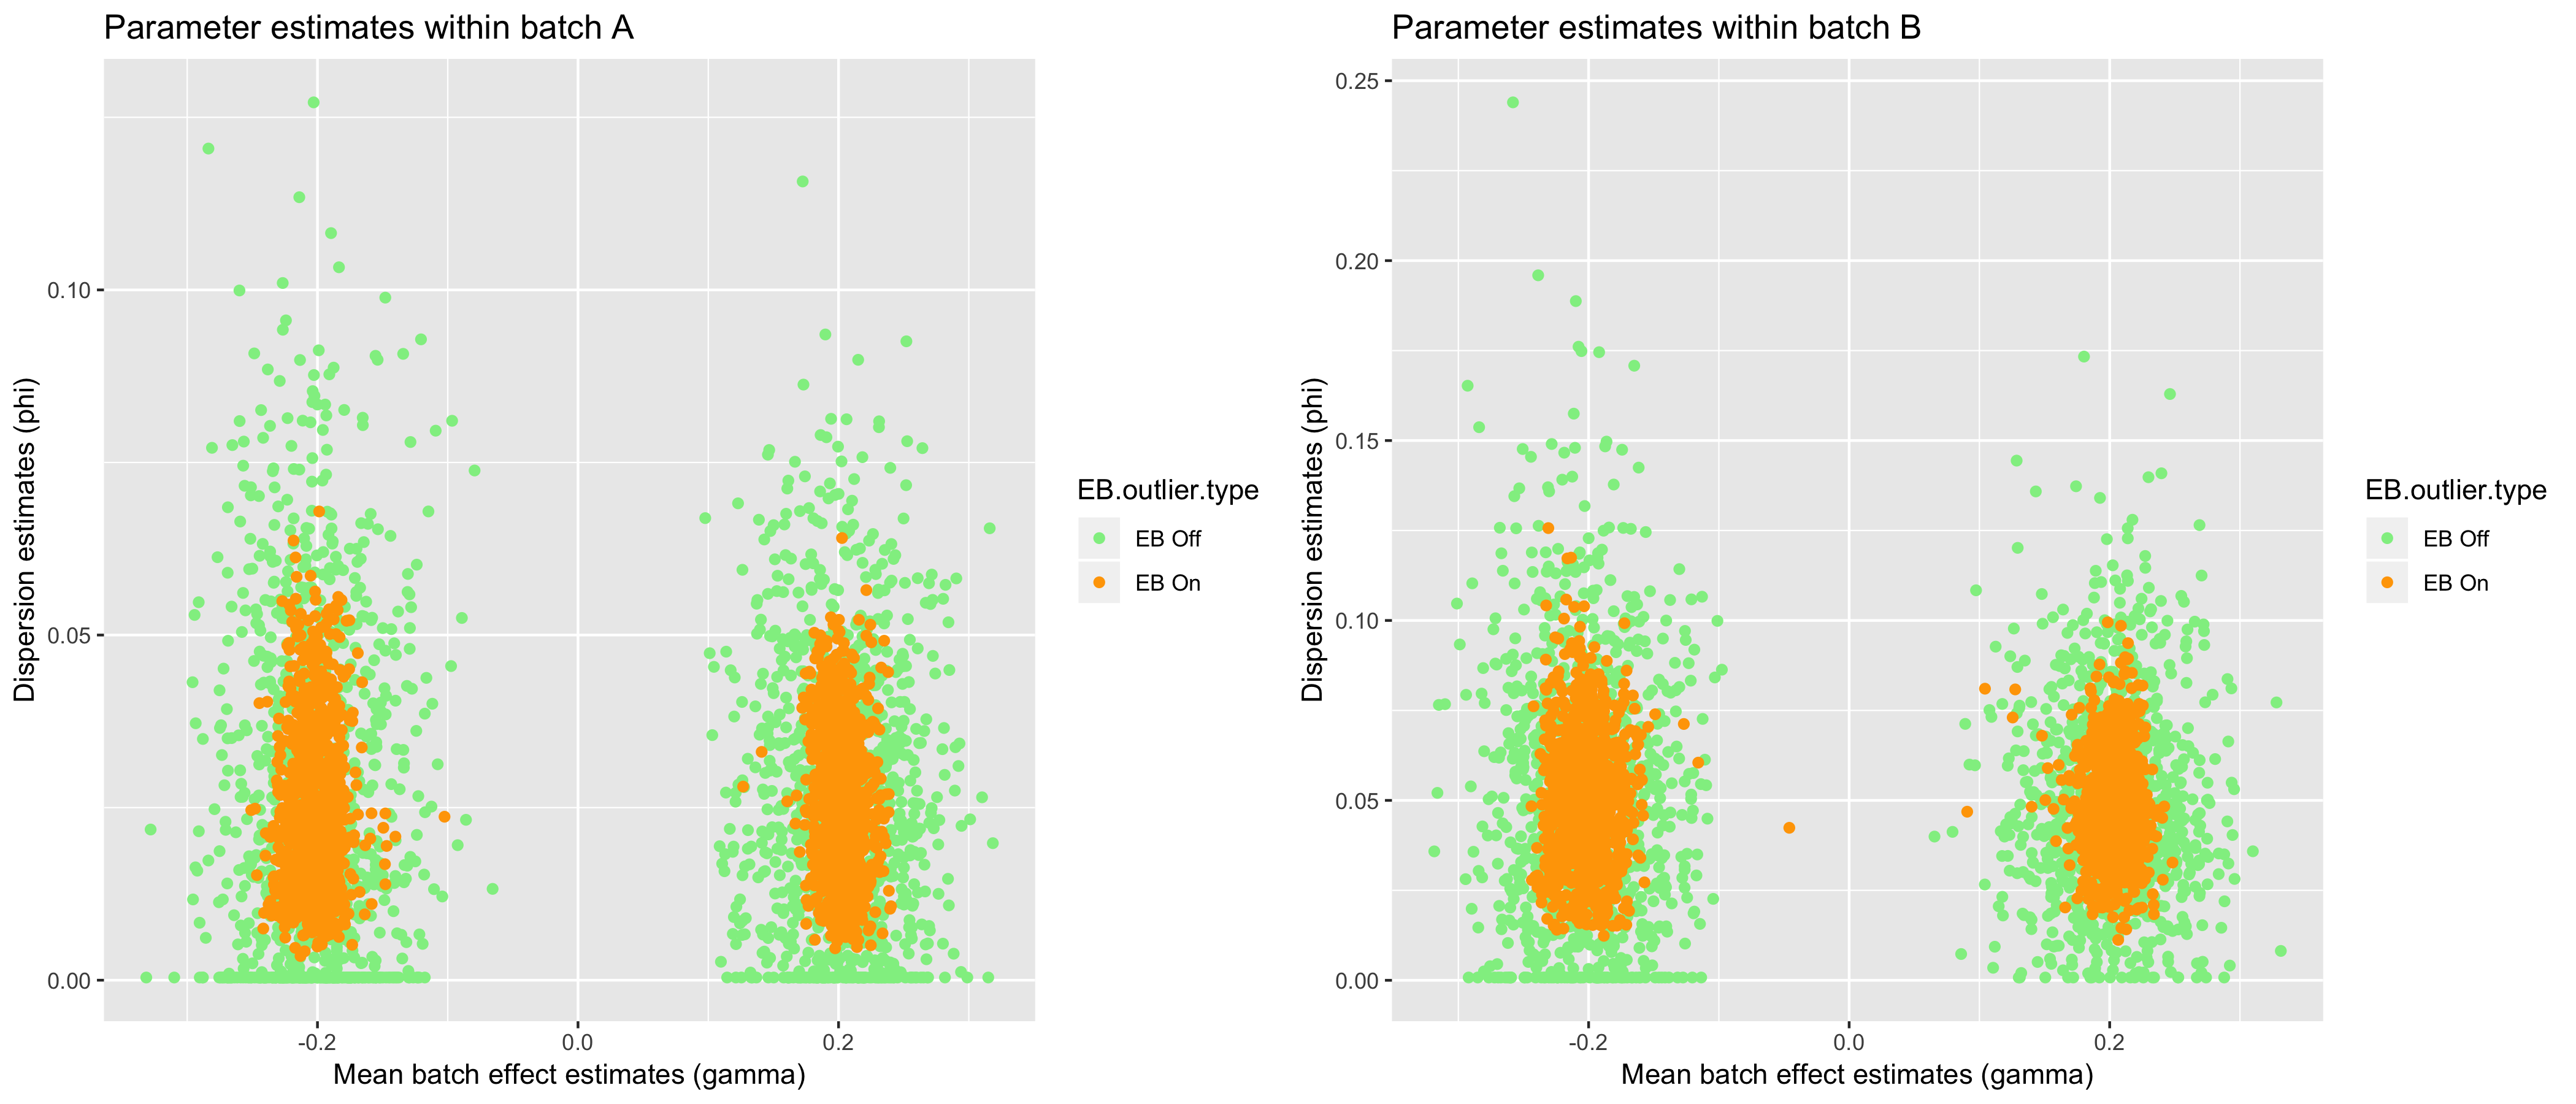 Parameter estimates within batch A
Dispersion estimates (phi)
0.10
0.05
0.00
-0.2
0.0
0.2
Mean batch effect estimates (gamma)
EB.outlier.type
EB Off
EB On
Parameter estimates within batch B
Dispersion estimates (phi)
0.25
0.20
0.15
0.10
0.05
0.00
-0.2
0.0
0.2
Mean batch effect estimates (gamma)
EB.outlier.type
EB Off
EB On